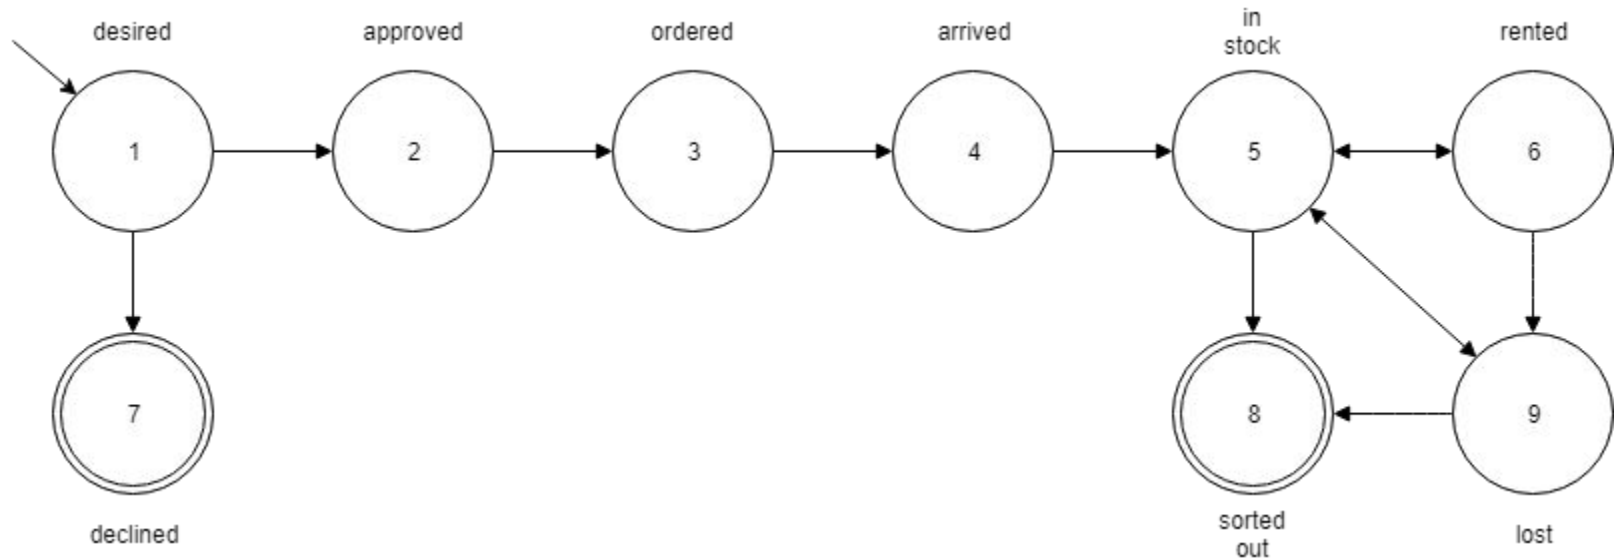 desired
approved
ordered
arrived
in
stock
rented
1
2
3
4
5
6
7
8
9
declined
sorted
out
lost